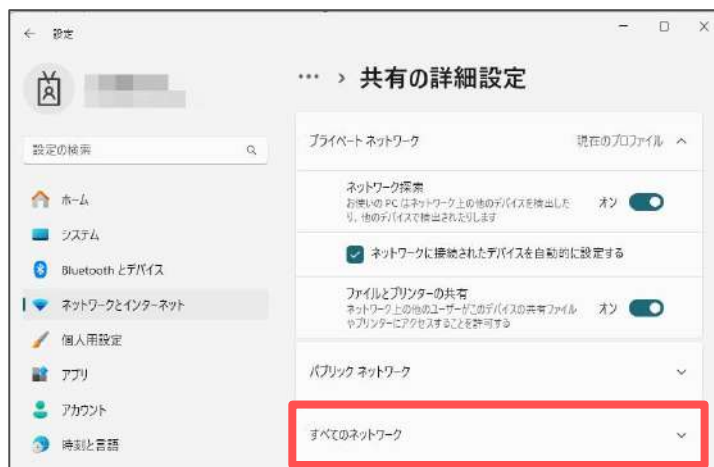 設定
… › 共有の詳細設定
設定の検索
ホーム
システム
Bluetooth とデバイス
ネットワークとインターネット
個人用設定
アプリ
アカウント
時刻と言語
プライベート ネットワーク 現在のプロファイル
ネットワーク探索
お使いの PC はネットワーク上の他のデバイスを検出した
り、他のデバイスで検出されたりします
オン
ネットワークに接続されたデバイスを自動的に設定する
ファイルとプリンターの共有
ネットワーク上の他のユーザーがこのデバイスの共有ファイル
やプリンターにアクセスすることを許可する
オン
パブリック ネットワーク
すべてのネットワーク